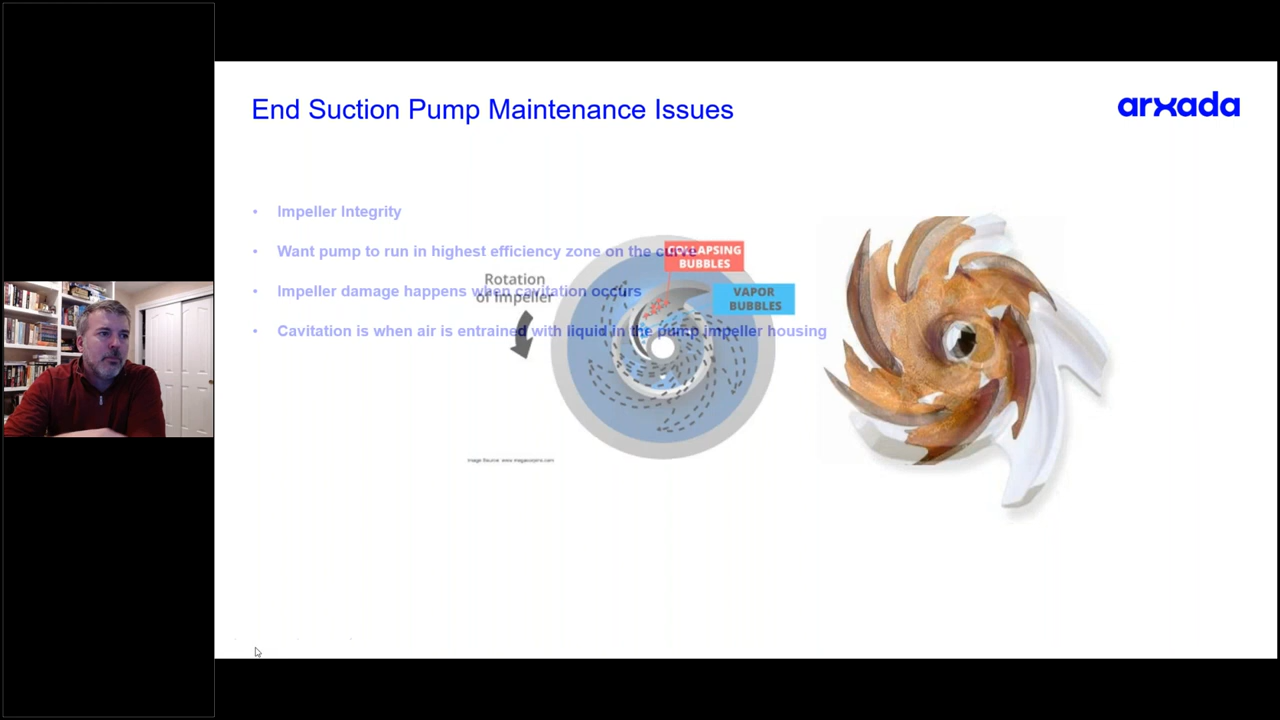 End Suction Pump Maintenance Issues
arxada
• Impeller Integrity
• Want pump to run in highest efficiency zone on the curve
• Impeller damage happens when cavitation occurs
• Cavitation is when air is entrained with liquid in the pump impeller housing
COLLAPSING
BUBBLES
Rotation
of Impeller
VAPOR
BUBBLES